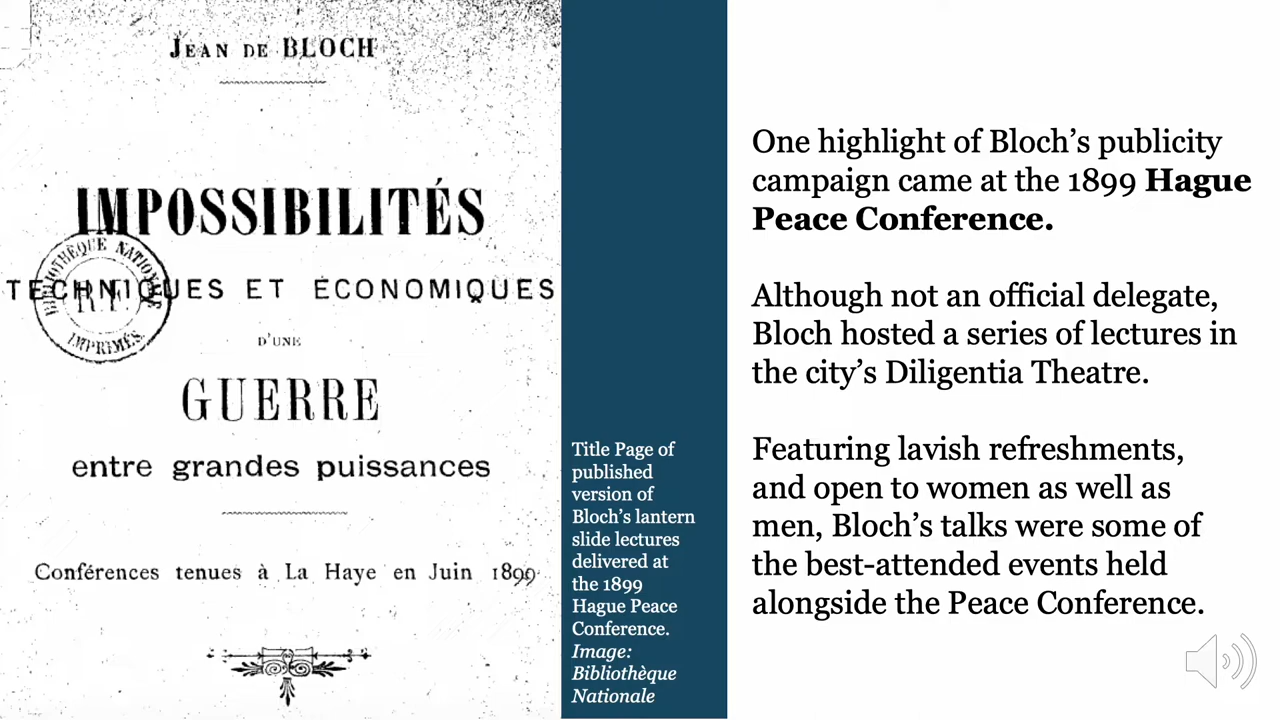 Jean de BLOCH
IMPOSSIBILITÉS
TECHNIQUES ET ÉCONOMIQUES
D'UNE
GUERRE
entre grandes puissances
Conférences tenues à La Haye en Juin 1899
BIBLIOTHÈQUE NATIONALE
R.F.
IMPRIMÉS
Title Page of
published
version of
Bloch’s lantern
slide lectures
delivered at
the 1899
Hague Peace
Conference.
Image:
Bibliothèque
Nationale
One highlight of Bloch’s publicity
campaign came at the 1899 Hague
Peace Conference.
Although not an official delegate,
Bloch hosted a series of lectures in
the city’s Diligentia Theatre.
Featuring lavish refreshments,
and open to women as well as
men, Bloch’s talks were some of
the best-attended events held
alongside the Peace Conference.